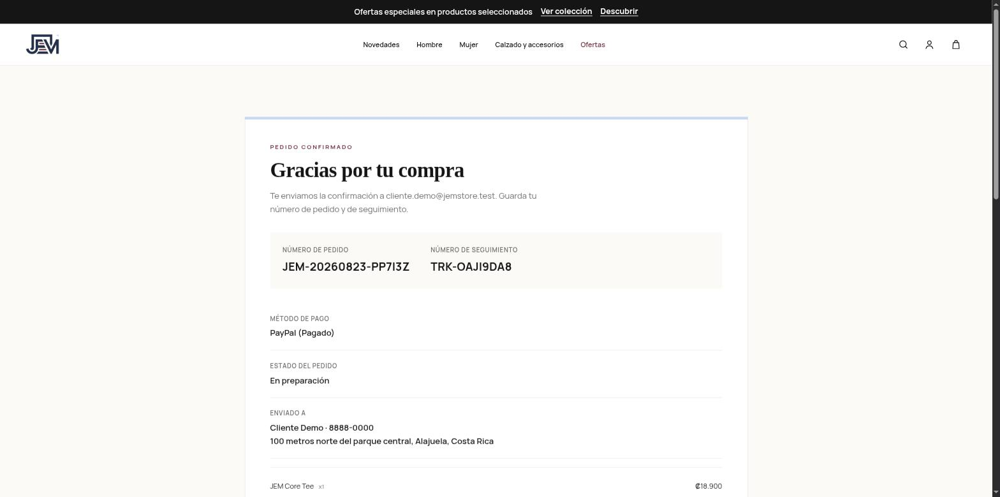 Ofertas especiales en productos seleccionados Ver colección Descubrir
JEM Novedades Hombre Mujer Calzado y accesorios Ofertas
PEDIDO CONFIRMADO
Gracias por tu compra
Te enviamos la confirmación a cliente.demo@jemstore.test. Guarda tu
número de pedido y de seguimiento.
NÚMERO DE PEDIDO NÚMERO DE SEGUIMIENTO
JEM-20260823-PP7I3Z TRK-OAJI9DA8
MÉTODO DE PAGO
PayPal (Pagado)
ESTADO DEL PEDIDO
En preparación
ENVIADO A
Cliente Demo · 8888-0000
100 metros norte del parque central, Alajuela, Costa Rica
JEM Core Tee x1 ₡18.900